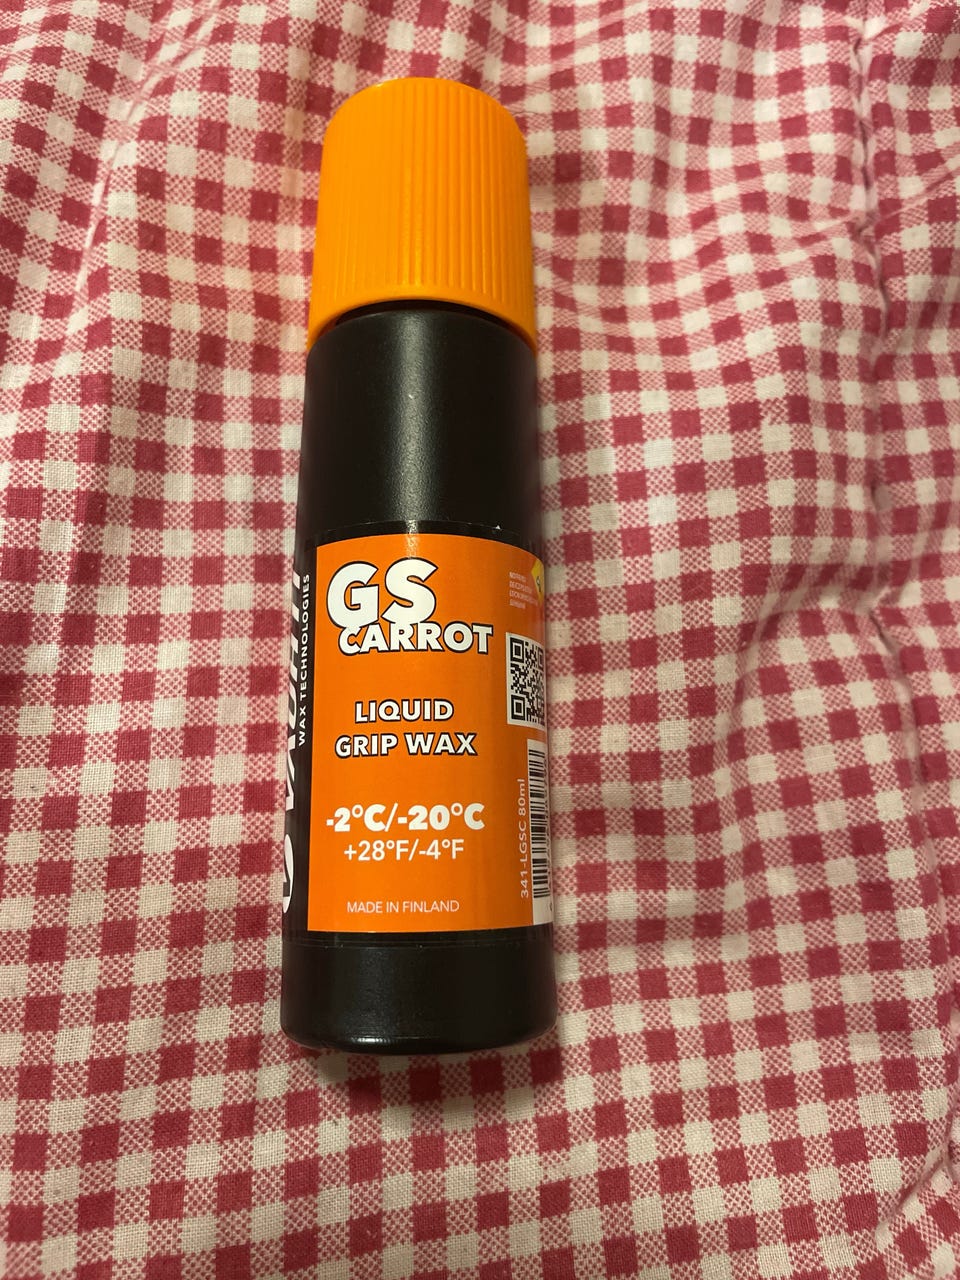 GS
CARROT
LIQUID
GRIP WAX
-2°C/-20°C
+28°F/-4°F
MADE IN FINLAND
WAX TECHNOLOGIES
341-LGSC 80ml